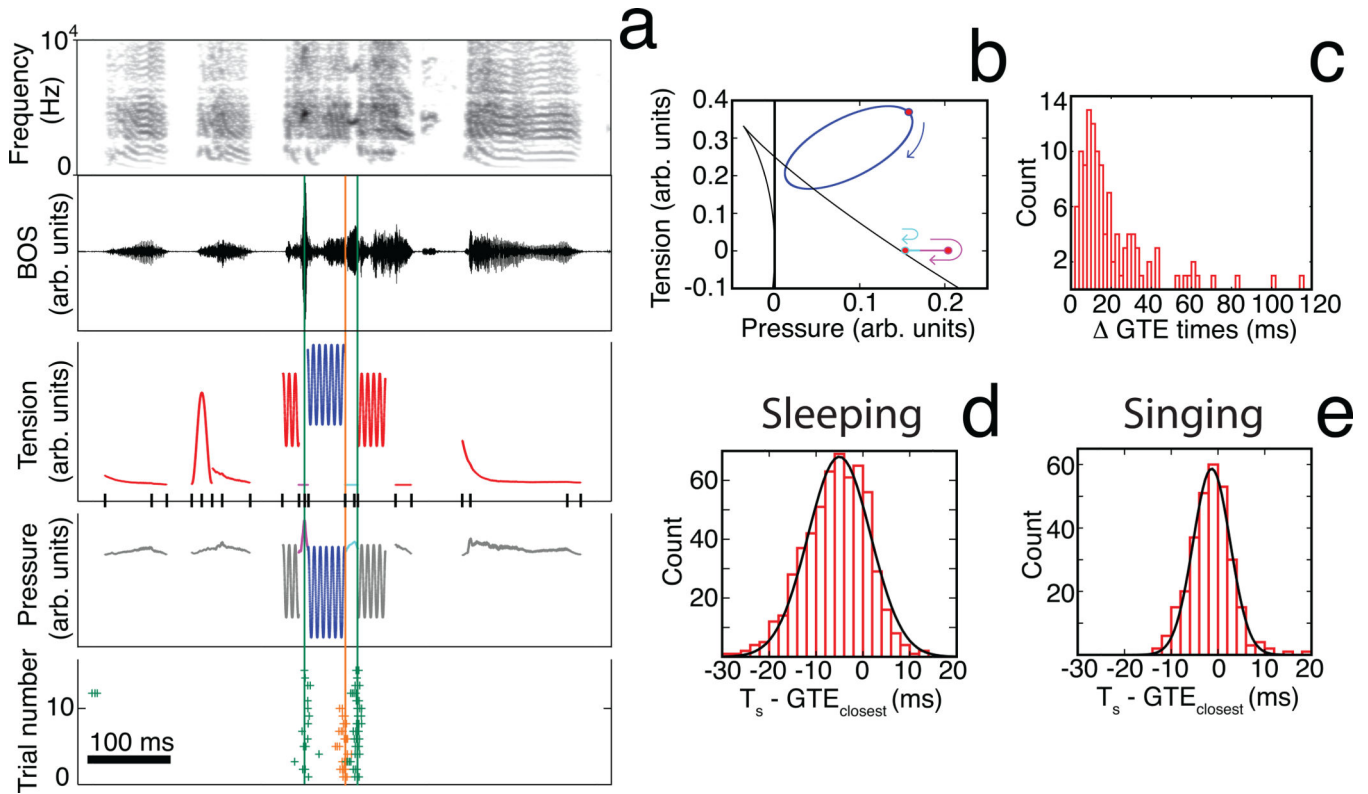 a
10⁴
0
Frequency
(Hz)
BOS
(arb. units)
Tension
(arb. units)
Pressure
(arb. units)
Trial number
10
0
100 ms
b
0.4
0.3
0.2
0.1
0
-0.1
Tension (arb. units)
0 0.1 0.2
Pressure (arb. units)
c
14
10
6
2
Count
0 20 40 60 80 100 120
Δ GTE times (ms)
Sleeping
d
60
40
20
Count
-30 -20 -10 0 10 20
Ts - GTEclosest (ms)
Singing
e
60
40
20
Count
-30 -20 -10 0 10 20
Ts - GTEclosest (ms)